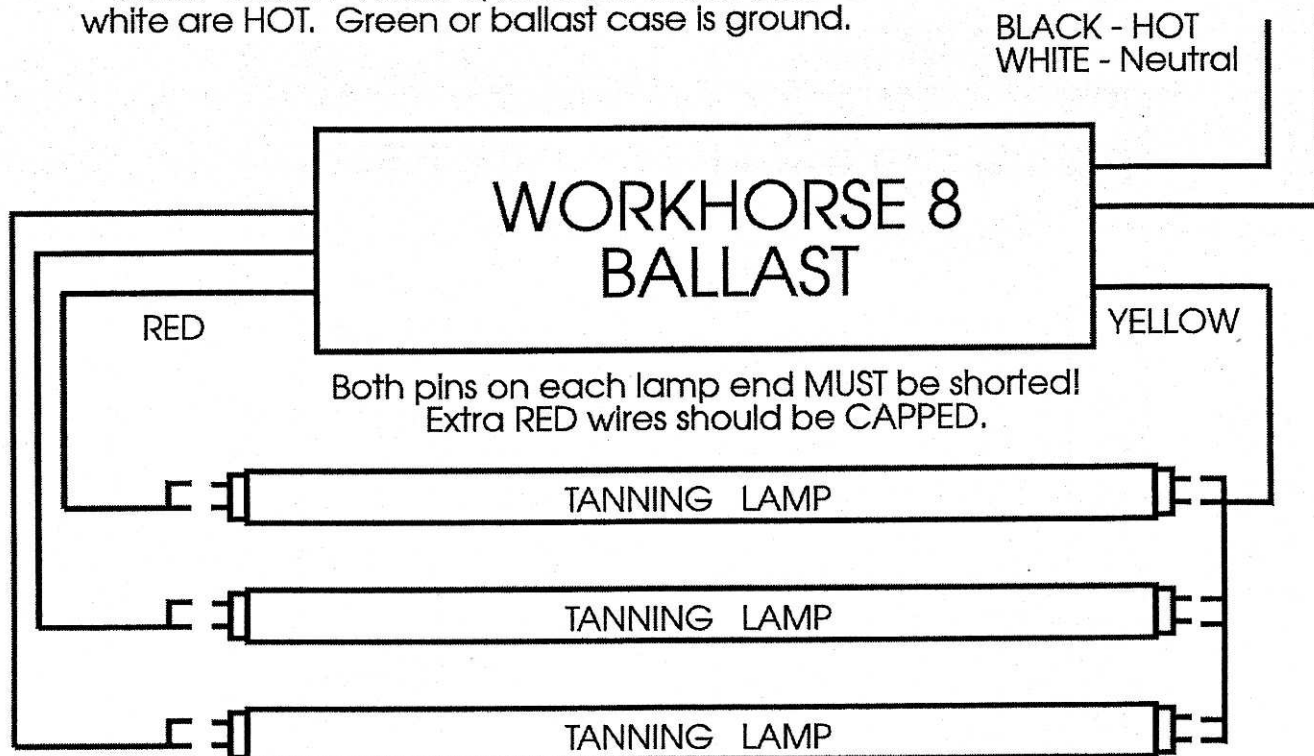 white are HOT. Green or ballast case is ground.
BLACK - HOT
WHITE - Neutral
WORKHORSE 8
BALLAST
RED
YELLOW
Both pins on each lamp end MUST be shorted!
Extra RED wires should be CAPPED.
TANNING LAMP
TANNING LAMP
TANNING LAMP